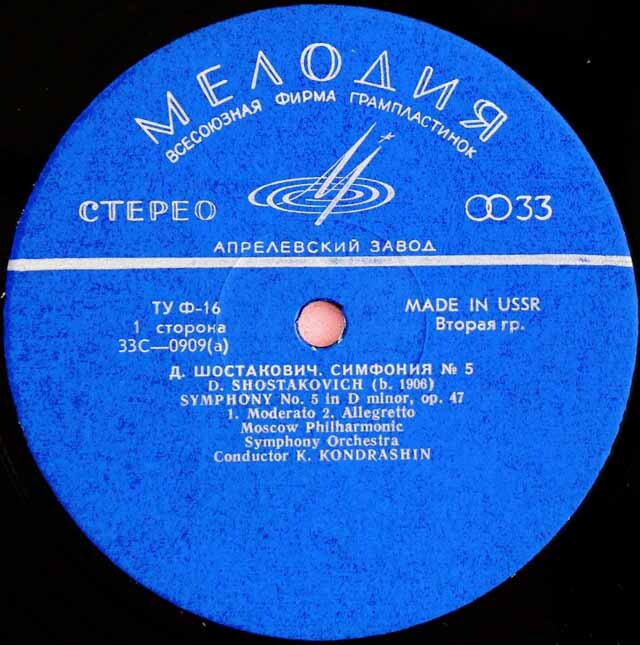 МЕЛОДИЯ
ВСЕСОЮЗНАЯ ФИРМА ГРАМПЛАСТИНОК
СТЕРЕО
33
АПРЕЛЕВСКИЙ ЗАВОД
ТУ Ф-16
1 сторона
33С—0909(а)
MADE IN USSR
Вторая гр.
Д. ШОСТАКОВИЧ. СИМФОНИЯ № 5
D. SHOSTAKOVICH (b. 1906)
SYMPHONY No. 5 in D minor, op. 47
1. Moderato 2. Allegretto
Moscow Philharmonic
Symphony Orchestra
Conductor K. KONDRASHIN